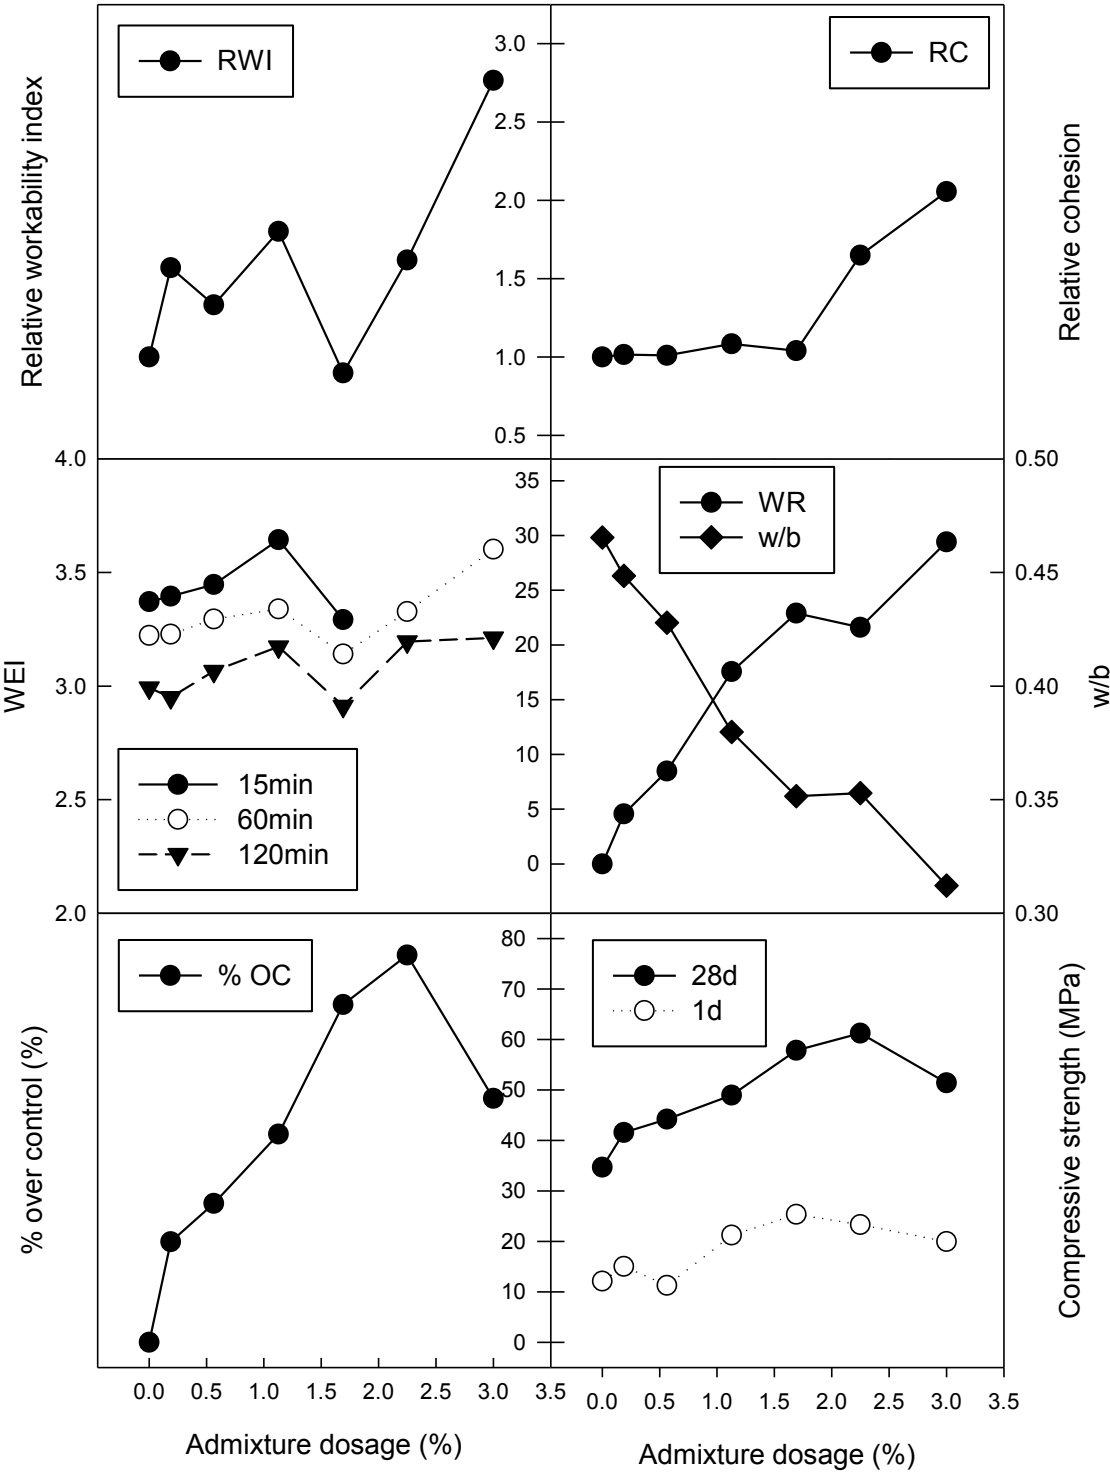 RWI
Relative workability index
3.0
2.5
2.0
1.5
1.0
0.5
RC
Relative cohesion
4.0
3.5
3.0
2.5
2.0
WEI
15min
60min
120min
35
30
25
20
15
10
5
0
WR
w/b
0.50
0.45
0.40
0.35
0.30
w/b
% OC
% over control (%)
80
70
60
50
40
30
20
10
0
28d
1d
Compressive strength (MPa)
0.0 0.5 1.0 1.5 2.0 2.5 3.0 3.5
Admixture dosage (%)
0.0 0.5 1.0 1.5 2.0 2.5 3.0 3.5
Admixture dosage (%)